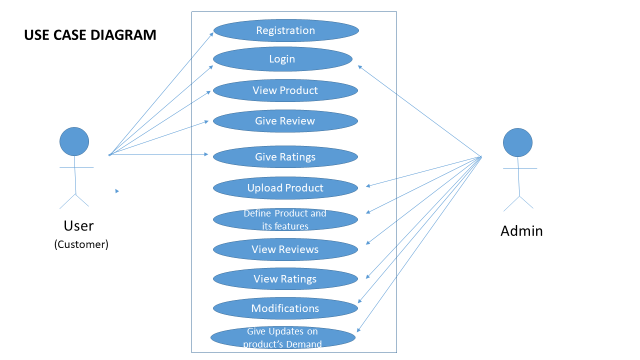 USE CASE DIAGRAM
Registration
Login
View Product
Give Review
Give Ratings
Upload Product
Define Product and
its features
View Reviews
View Ratings
Modifications
Give Updates on
product's Demand
User
(Customer)
Admin